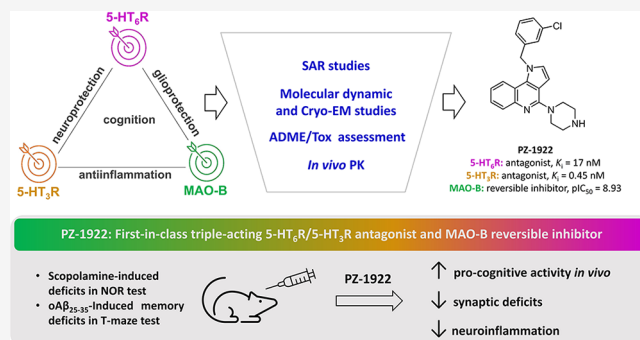 5-HT₆R
neuroprotection
glioprotection
cognition
antiinflammation
5-HT₃R
MAO-B
SAR studies
Molecular dynamic
and Cryo-EM studies
ADME/Tox assessment
In vivo PK
Cl
N
N
N
NH
PZ-1922
5-HT₆R: antagonist, Kᵢ = 17 nM
5-HT₃R: antagonist, Kᵢ = 0.45 nM
MAO-B: reversible inhibitor, pIC₅₀ = 8.93
PZ-1922: First-in-class triple-acting 5-HT₆R/5-HT₃R antagonist and MAO-B reversible inhibitor
• Scopolamine-induced
deficits in NOR test
• oAβ₂₅₋₃₅-Induced memory
deficits in T-maze test
PZ-1922
↑ pro-cognitive activity in vivo
↓ synaptic deficits
↓ neuroinflammation